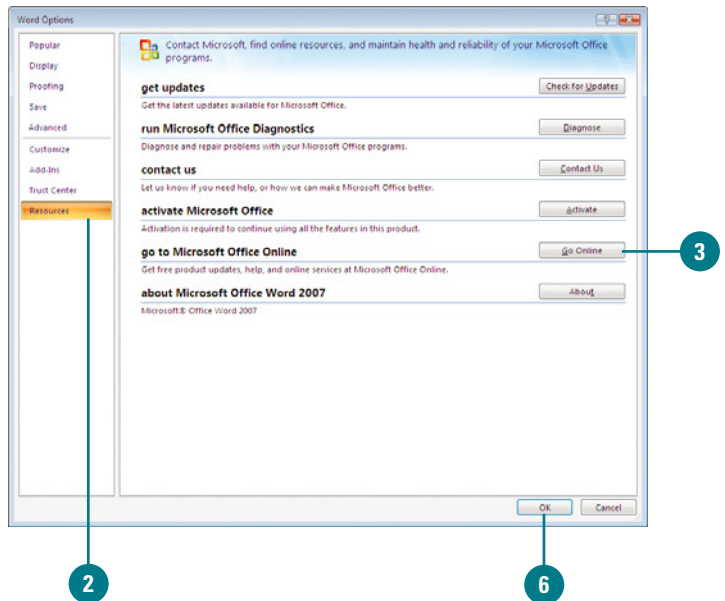 Word Options
Popular
Display
Proofing
Save
Advanced
Customize
Add-Ins
Trust Center
Resources
Contact Microsoft, find online resources, and maintain health and reliability of your Microsoft Office
programs.
get updates
Check for Updates
Get the latest updates available for Microsoft Office.
run Microsoft Office Diagnostics
Diagnose
Diagnose and repair problems with your Microsoft Office programs.
contact us
Contact Us
Let us know if you need help, or how we can make Microsoft Office better.
activate Microsoft Office
Activate
Activation is required to continue using all the features in this product.
go to Microsoft Office Online
Go Online
3
Get free product updates, help, and online services at Microsoft Office Online.
about Microsoft Office Word 2007
About
Microsoft® Office Word 2007
OK
Cancel
2
6